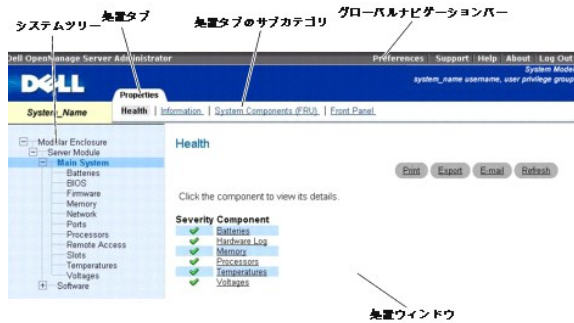 システムツリー
処置タブ
処置タブのサブカテゴリ
グローバルナビゲーションバー
Dell OpenManage Server Administrator
Preferences | Support | Help | About | Log Out
DELL
System Model
system_name username, user privilege group
Properties
System_Name
Health | Information | System Components (FRU) | Front Panel
Modular Enclosure
Server Module
Main System
Batteries
BIOS
Firmware
Memory
Network
Ports
Processors
Remote Access
Slots
Temperatures
Voltages
Software
Health
Print Export E-mail Refresh
Click the component to view its details.
Severity Component
Batteries
Hardware Log
Memory
Processors
Temperatures
Voltages
処置ウィンドウ